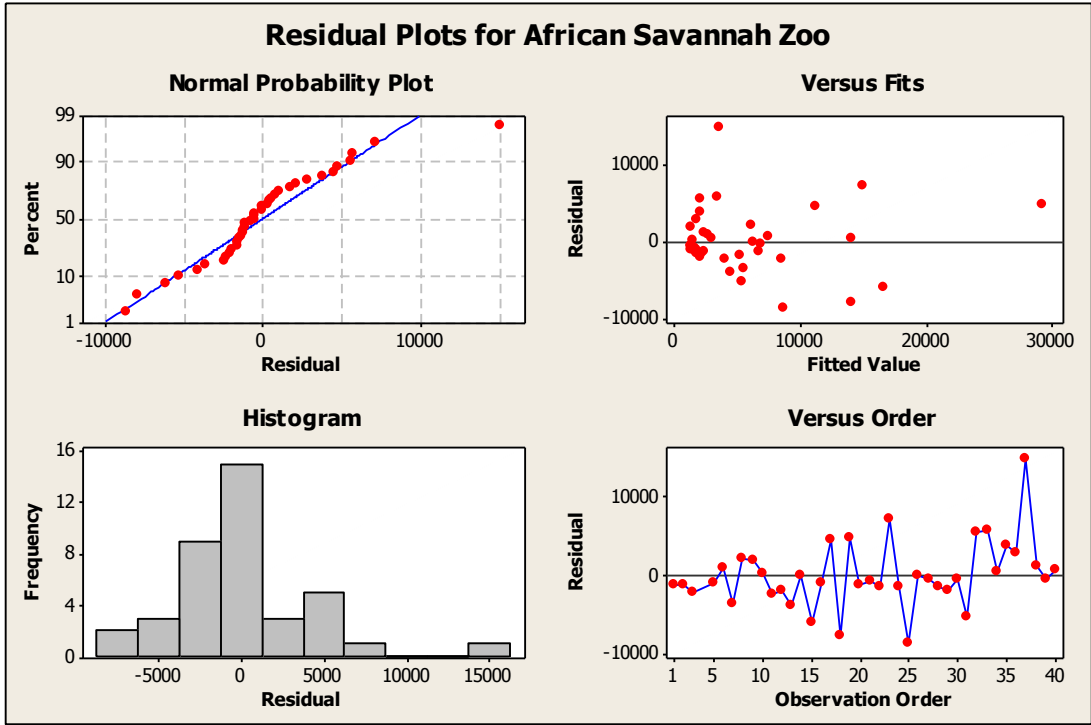 Residual Plots for African Savannah Zoo
Normal Probability Plot
99
90
50
10
1
Percent
-10000
0
10000
Residual
Versus Fits
10000
0
-10000
Residual
0
10000
20000
30000
Fitted Value
Histogram
16
12
8
4
0
Frequency
-5000
0
5000
10000
15000
Residual
Versus Order
10000
0
-10000
Residual
1
5
10
15
20
25
30
35
40
Observation Order